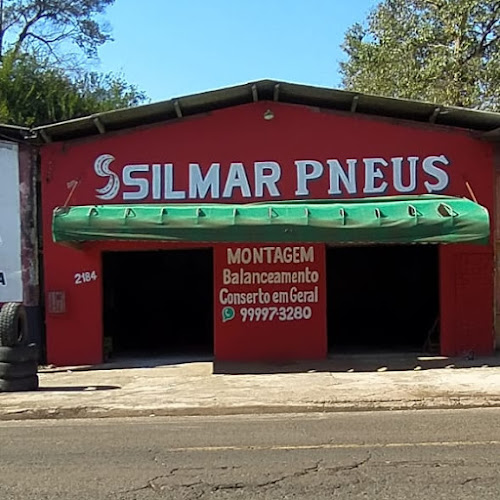 SILMAR PNEUS
2184
MONTAGEM
Balanceamento
Conserto em Geral
99997-3280
A